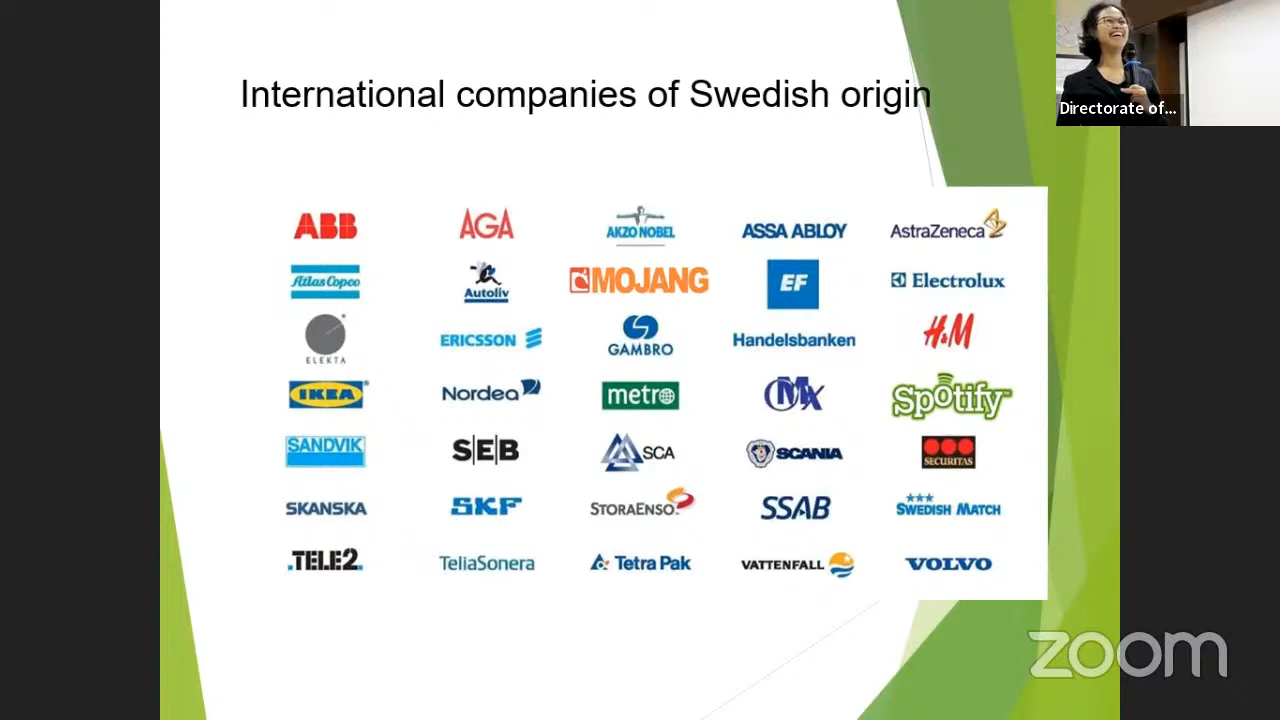 International companies of Swedish origin
Directorate of...
ABB AGA AKZO NOBEL ASSA ABLOY AstraZeneca
Atlas Copco Autoliv MOJANG EF Electrolux
ELEKTA ERICSSON GAMBRO Handelsbanken H&M
IKEA Nordea metro OMX Spotify
SANDVIK SEB SCA SCANIA SECURITAS
SKANSKA SKF STORAENSO SSAB SWEDISH MATCH
TELE2 TeliaSonera Tetra Pak VATTENFALL VOLVO
zoom